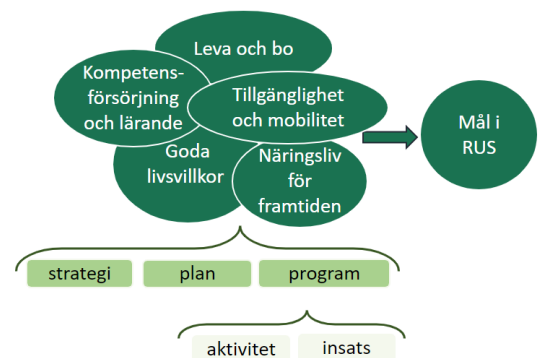 Leva och bo
Kompetens-
försörjning
och lärande
Tillgänglighet
och mobilitet
Goda
livsvillkor
Näringsliv
för
framtiden
Mål i
RUS
strategi
plan
program
aktivitet
insats